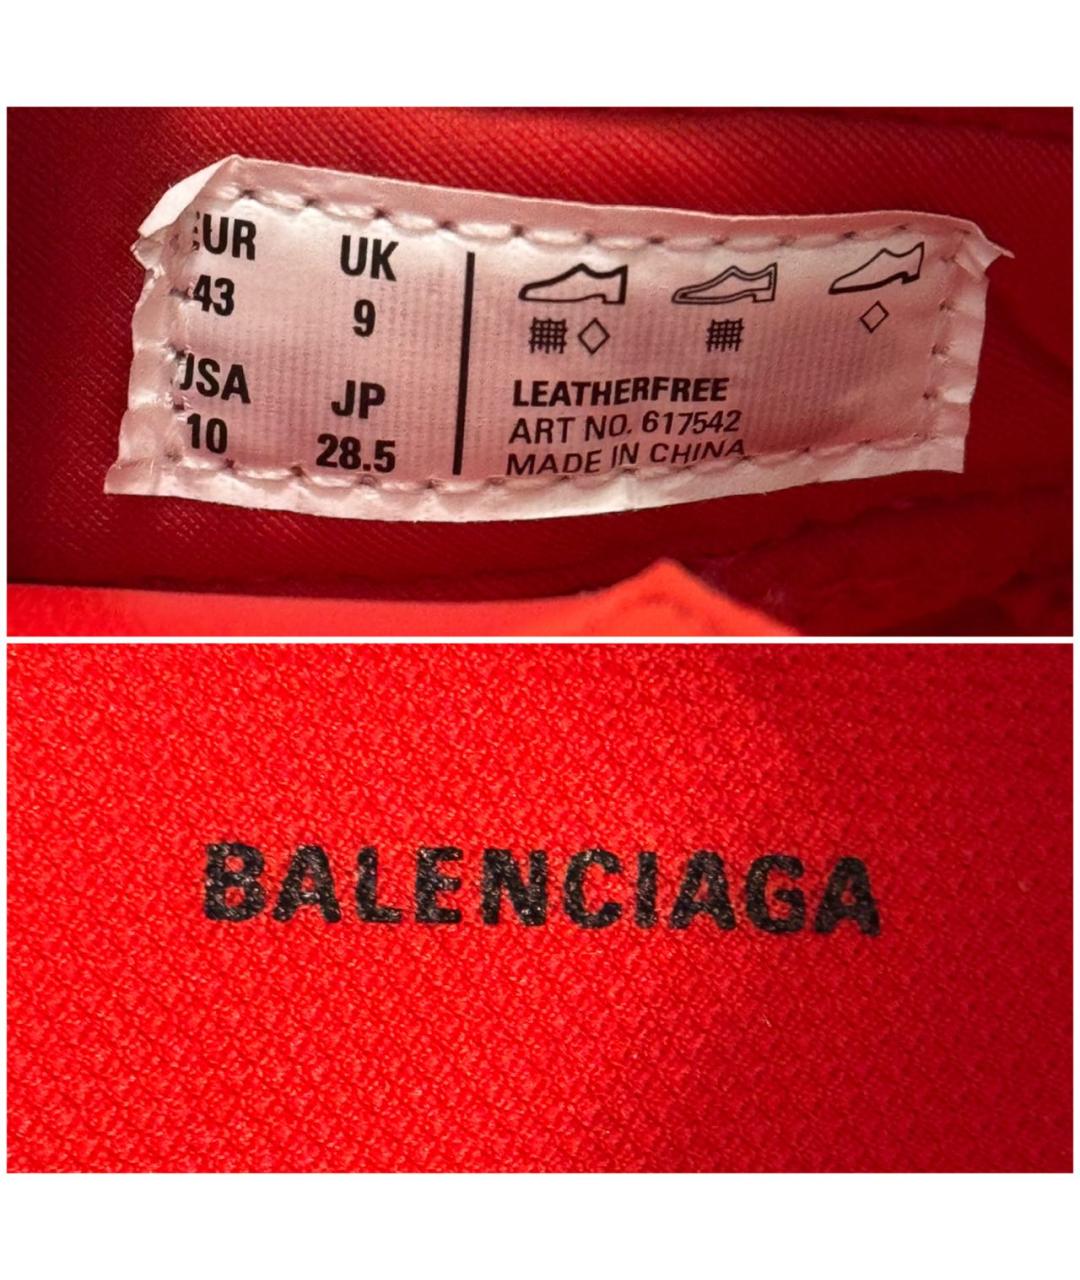 EUR UK
43 9
USA JP
10 28.5
LEATHERFREE
ART NO. 617542
MADE IN CHINA
BALENCIAGA